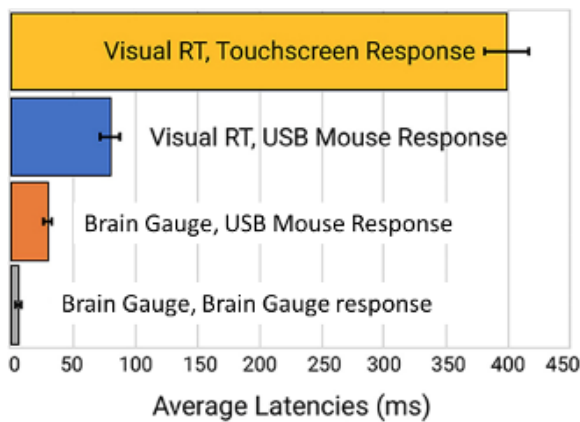 Visual RT, Touchscreen Response
Visual RT, USB Mouse Response
Brain Gauge, USB Mouse Response
Brain Gauge, Brain Gauge response
0 50 100 150 200 250 300 350 400 450
Average Latencies (ms)